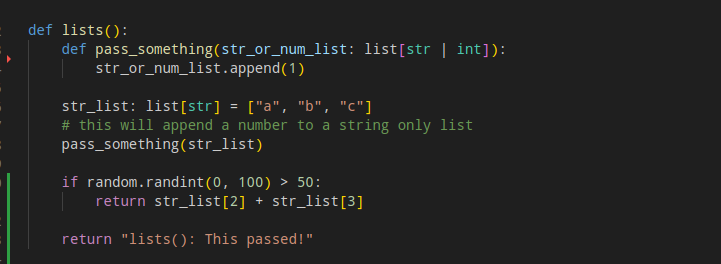 def lists():
    def pass_something(str_or_num_list: list[str | int]):
        str_or_num_list.append(1)
    str_list: list[str] = ["a", "b", "c"]
    # this will append a number to a string only list
    pass_something(str_list)
    if random.randint(0, 100) > 50:
        return str_list[2] + str_list[3]
    return "lists(): This passed!"